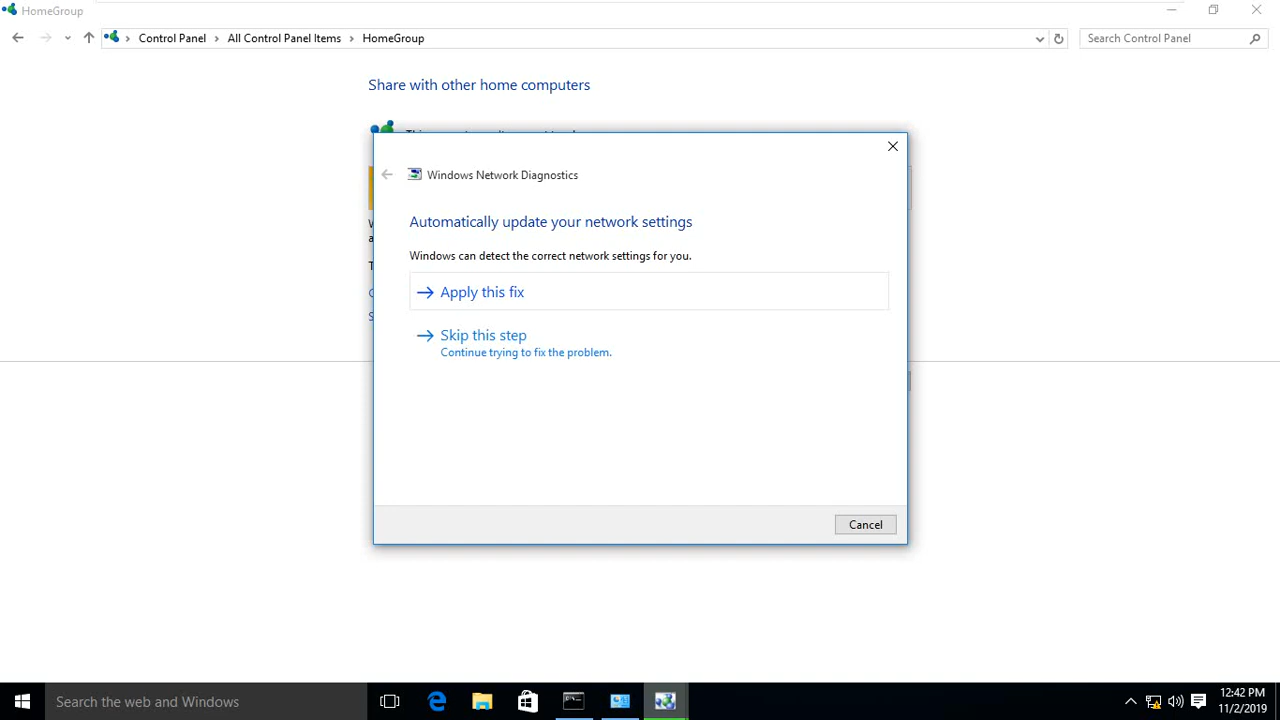 HomeGroup
Control Panel
All Control Panel Items
HomeGroup
Search Control Panel
Share with other home computers
Windows Network Diagnostics
Automatically update your network settings
Windows can detect the correct network settings for you.
Apply this fix
Skip this step
Continue trying to fix the problem.
Cancel
Search the web and Windows
12:42 PM
11/2/2019